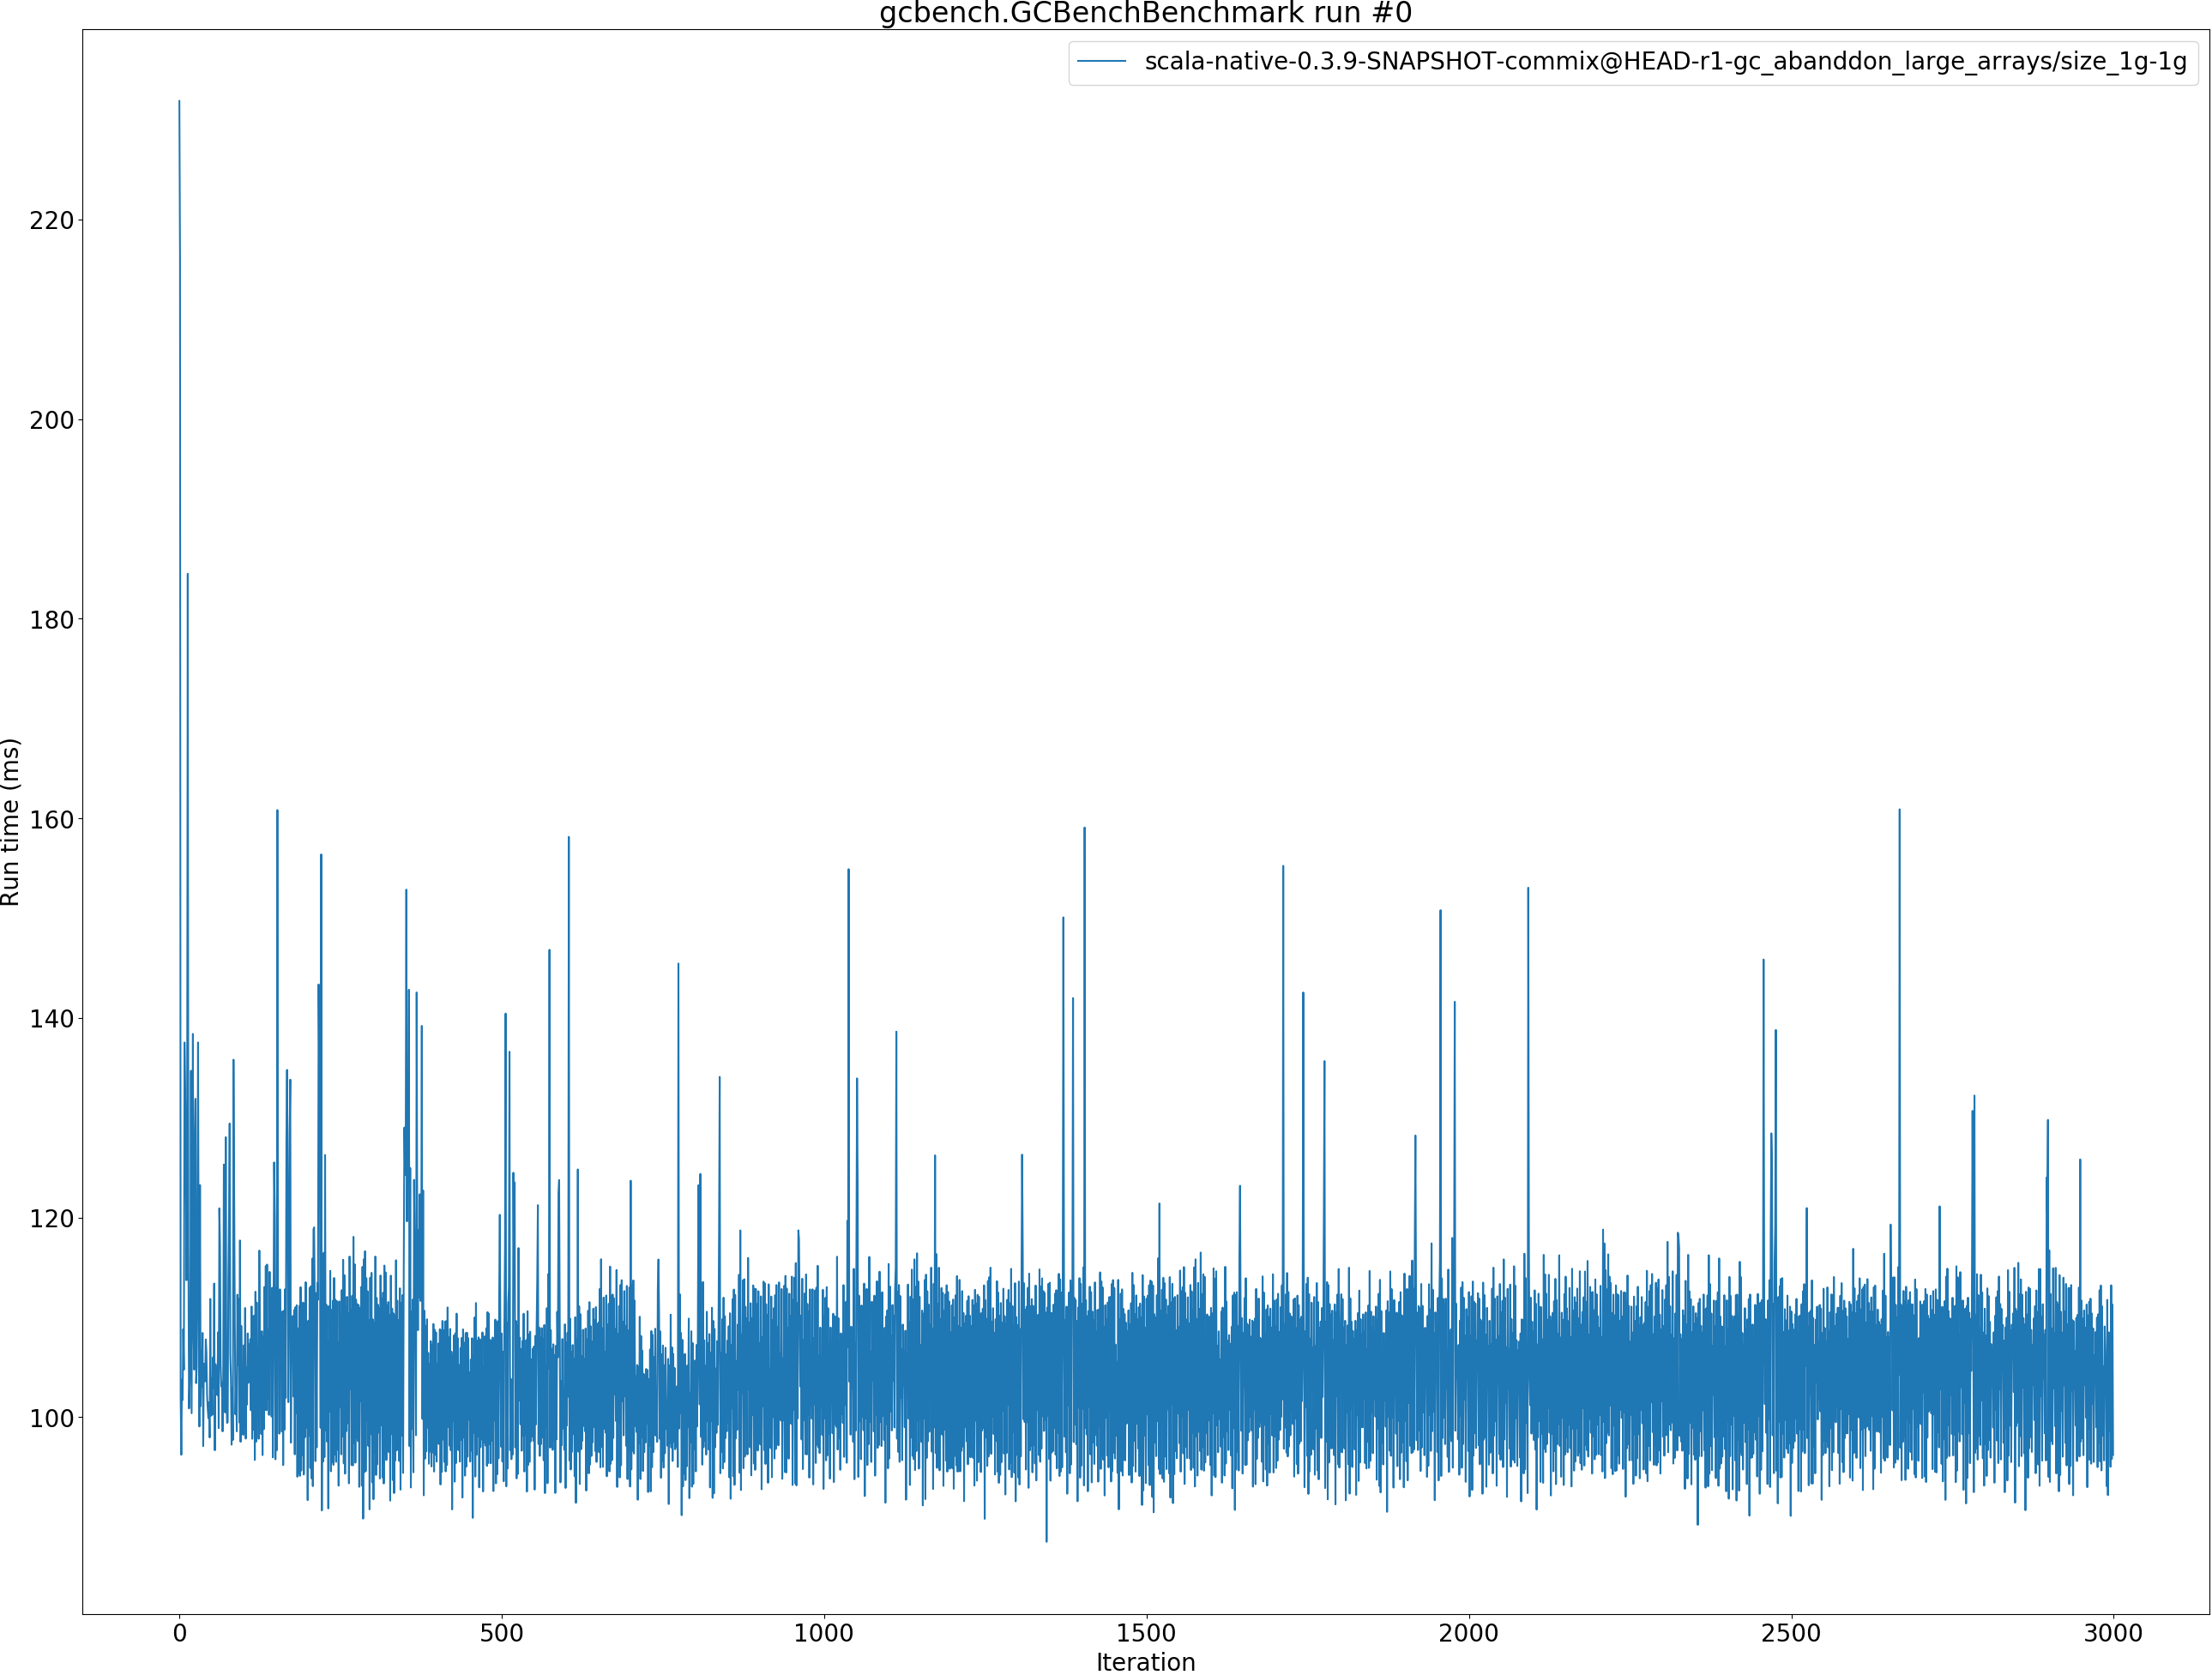 gcbench.GCBenchBenchmark run #0
scala-native-0.3.9-SNAPSHOT-commix@HEAD-r1-gc_abanddon_large_arrays/size_1g-1g
Run time (ms)
220
200
180
160
140
120
100
0 500 1000 1500 2000 2500 3000
Iteration